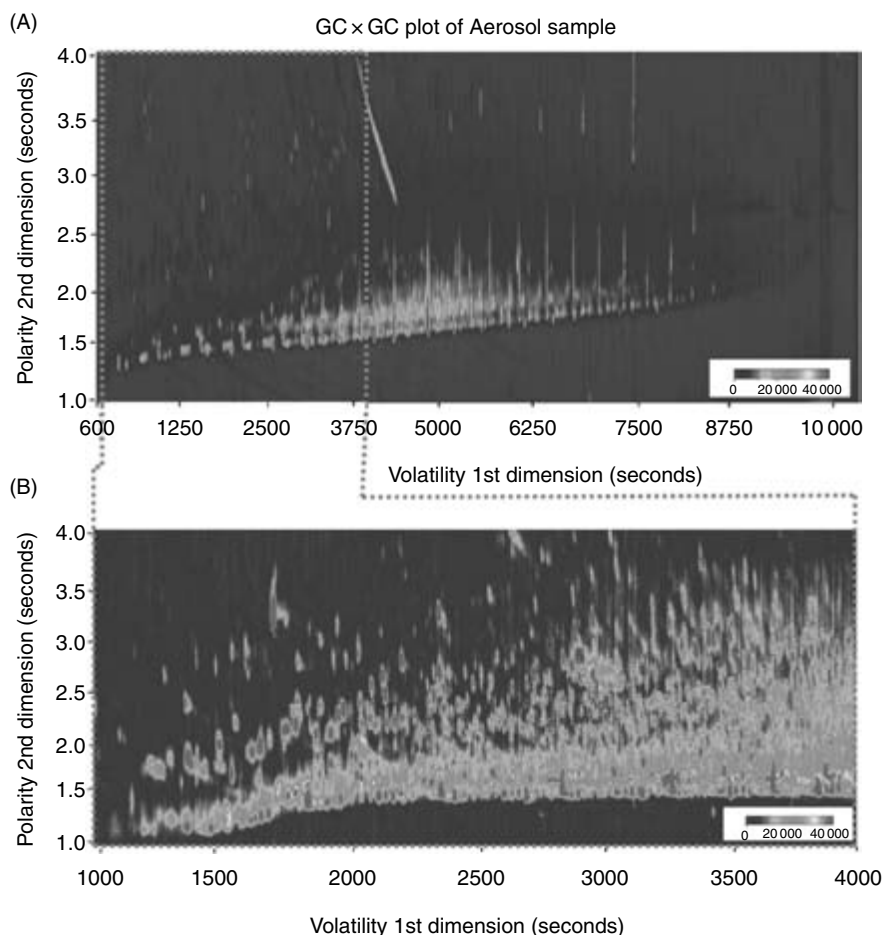 (A)
GC × GC plot of Aerosol sample
Polarity 2nd dimension (seconds)
4.0
3.5
3.0
2.5
2.0
1.5
1.0
0 20 000 40 000
600 1250 2500 3750 5000 6250 7500 8750 10 000
Volatility 1st dimension (seconds)
(B)
Polarity 2nd dimension (seconds)
4.0
3.5
3.0
2.5
2.0
1.5
1.0
0 20 000 40 000
1000 1500 2000 2500 3000 3500 4000
Volatility 1st dimension (seconds)